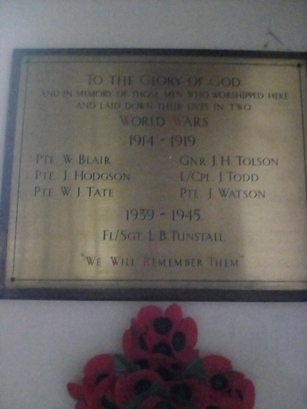 To the Glory of God
and in memory of those men who worshipped here
and laid down their lives in two
World Wars
1914 - 1919
Pte W. Blair Gnr J. H. Tolson
Pte J. Hodgson L/Cpl J Todd
Pte W. J. Tate Pte J. Watson
1939 - 1945
Fl/Sgt L. B. Tunstall
"We Will Remember Them"